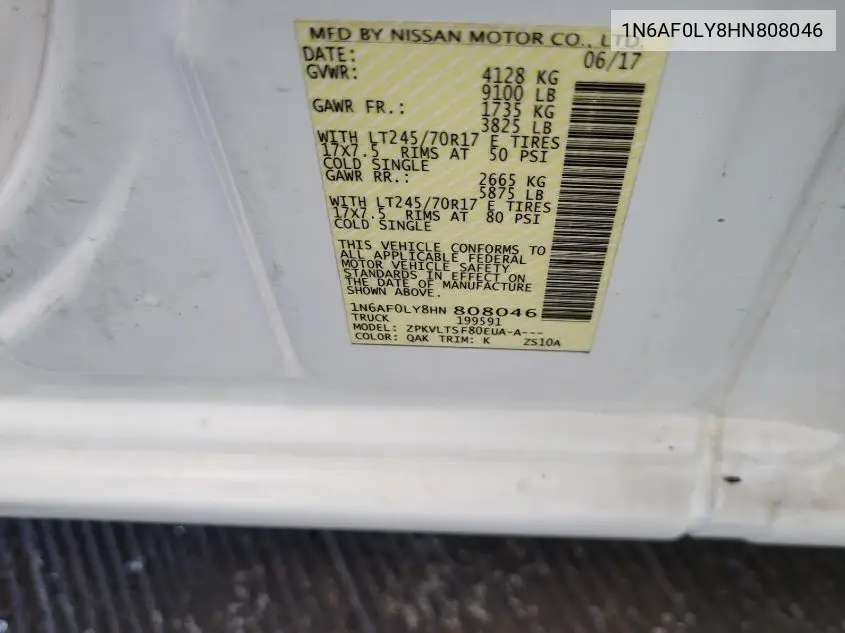 1N6AF0LY8HN808046
MFD BY NISSAN MOTOR CO., LTD.
DATE: 06/17
GVWR: 4128 KG
9100 LB
GAWR FR.: 1735 KG
3825 LB
WITH LT245/70R17 E TIRES
17X7.5 RIMS AT 50 PSI
COLD SINGLE
GAWR RR.: 2665 KG
5875 LB
WITH LT245/70R17 E TIRES
17X7.5 RIMS AT 80 PSI
COLD SINGLE
THIS VEHICLE CONFORMS TO
ALL APPLICABLE FEDERAL
MOTOR VEHICLE SAFETY
STANDARDS IN EFFECT ON
THE DATE OF MANUFACTURE
SHOWN ABOVE.
1N6AF0LY8HN 808046
TRUCK 199591
MODEL: ZPKVLTSF80EUA-A---
COLOR: QAK TRIM: K ZS10A